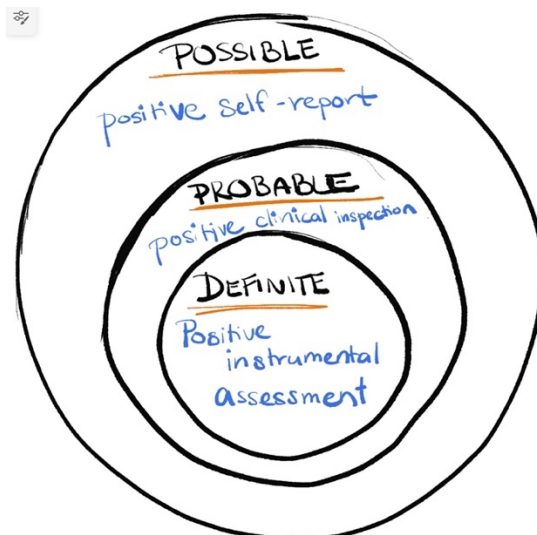 POSSIBLE
positive self-report
PROBABLE
positive clinical inspection
DEFINITE
Positive
instrumental
assessment